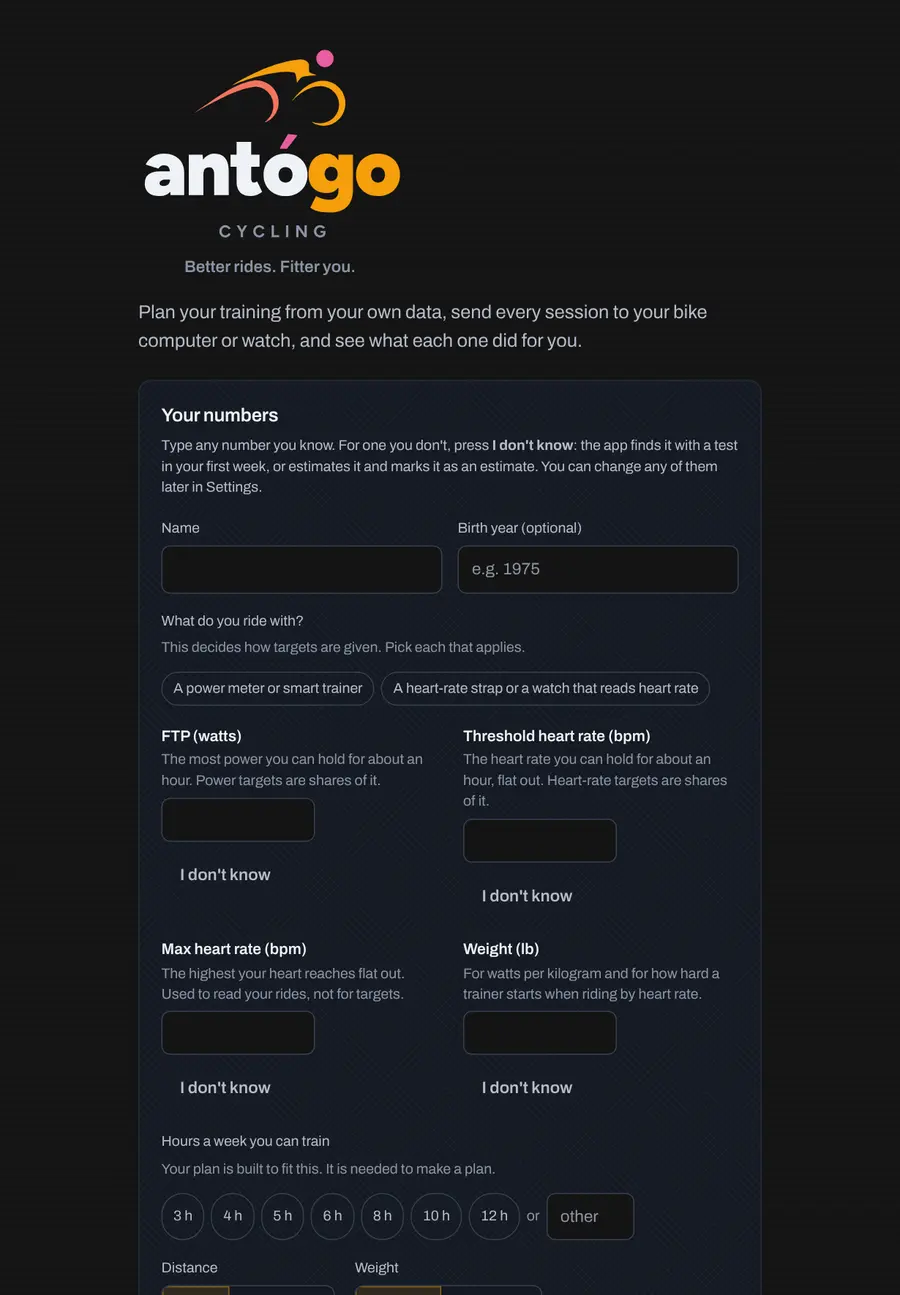 antógo
CYCLING
Better rides. Fitter you.
Plan your training from your own data, send every session to your bike
computer or watch, and see what each one did for you.
Your numbers
Type any number you know. For one you don't, press I don't know: the app finds it with a test
in your first week, or estimates it and marks it as an estimate. You can change any of them
later in Settings.
Name
Birth year (optional)
e.g. 1975
What do you ride with?
This decides how targets are given. Pick each that applies.
A power meter or smart trainer
A heart-rate strap or a watch that reads heart rate
FTP (watts)
The most power you can hold for about an
hour. Power targets are shares of it.
I don't know
Threshold heart rate (bpm)
The heart rate you can hold for about an
hour, flat out. Heart-rate targets are shares
of it.
I don't know
Max heart rate (bpm)
The highest your heart reaches flat out.
Used to read your rides, not for targets.
I don't know
Weight (lb)
For watts per kilogram and for how hard a
trainer starts when riding by heart rate.
I don't know
Hours a week you can train
Your plan is built to fit this. It is needed to make a plan.
3 h 4 h 5 h 6 h 8 h 10 h 12 h or other
Distance
Weight